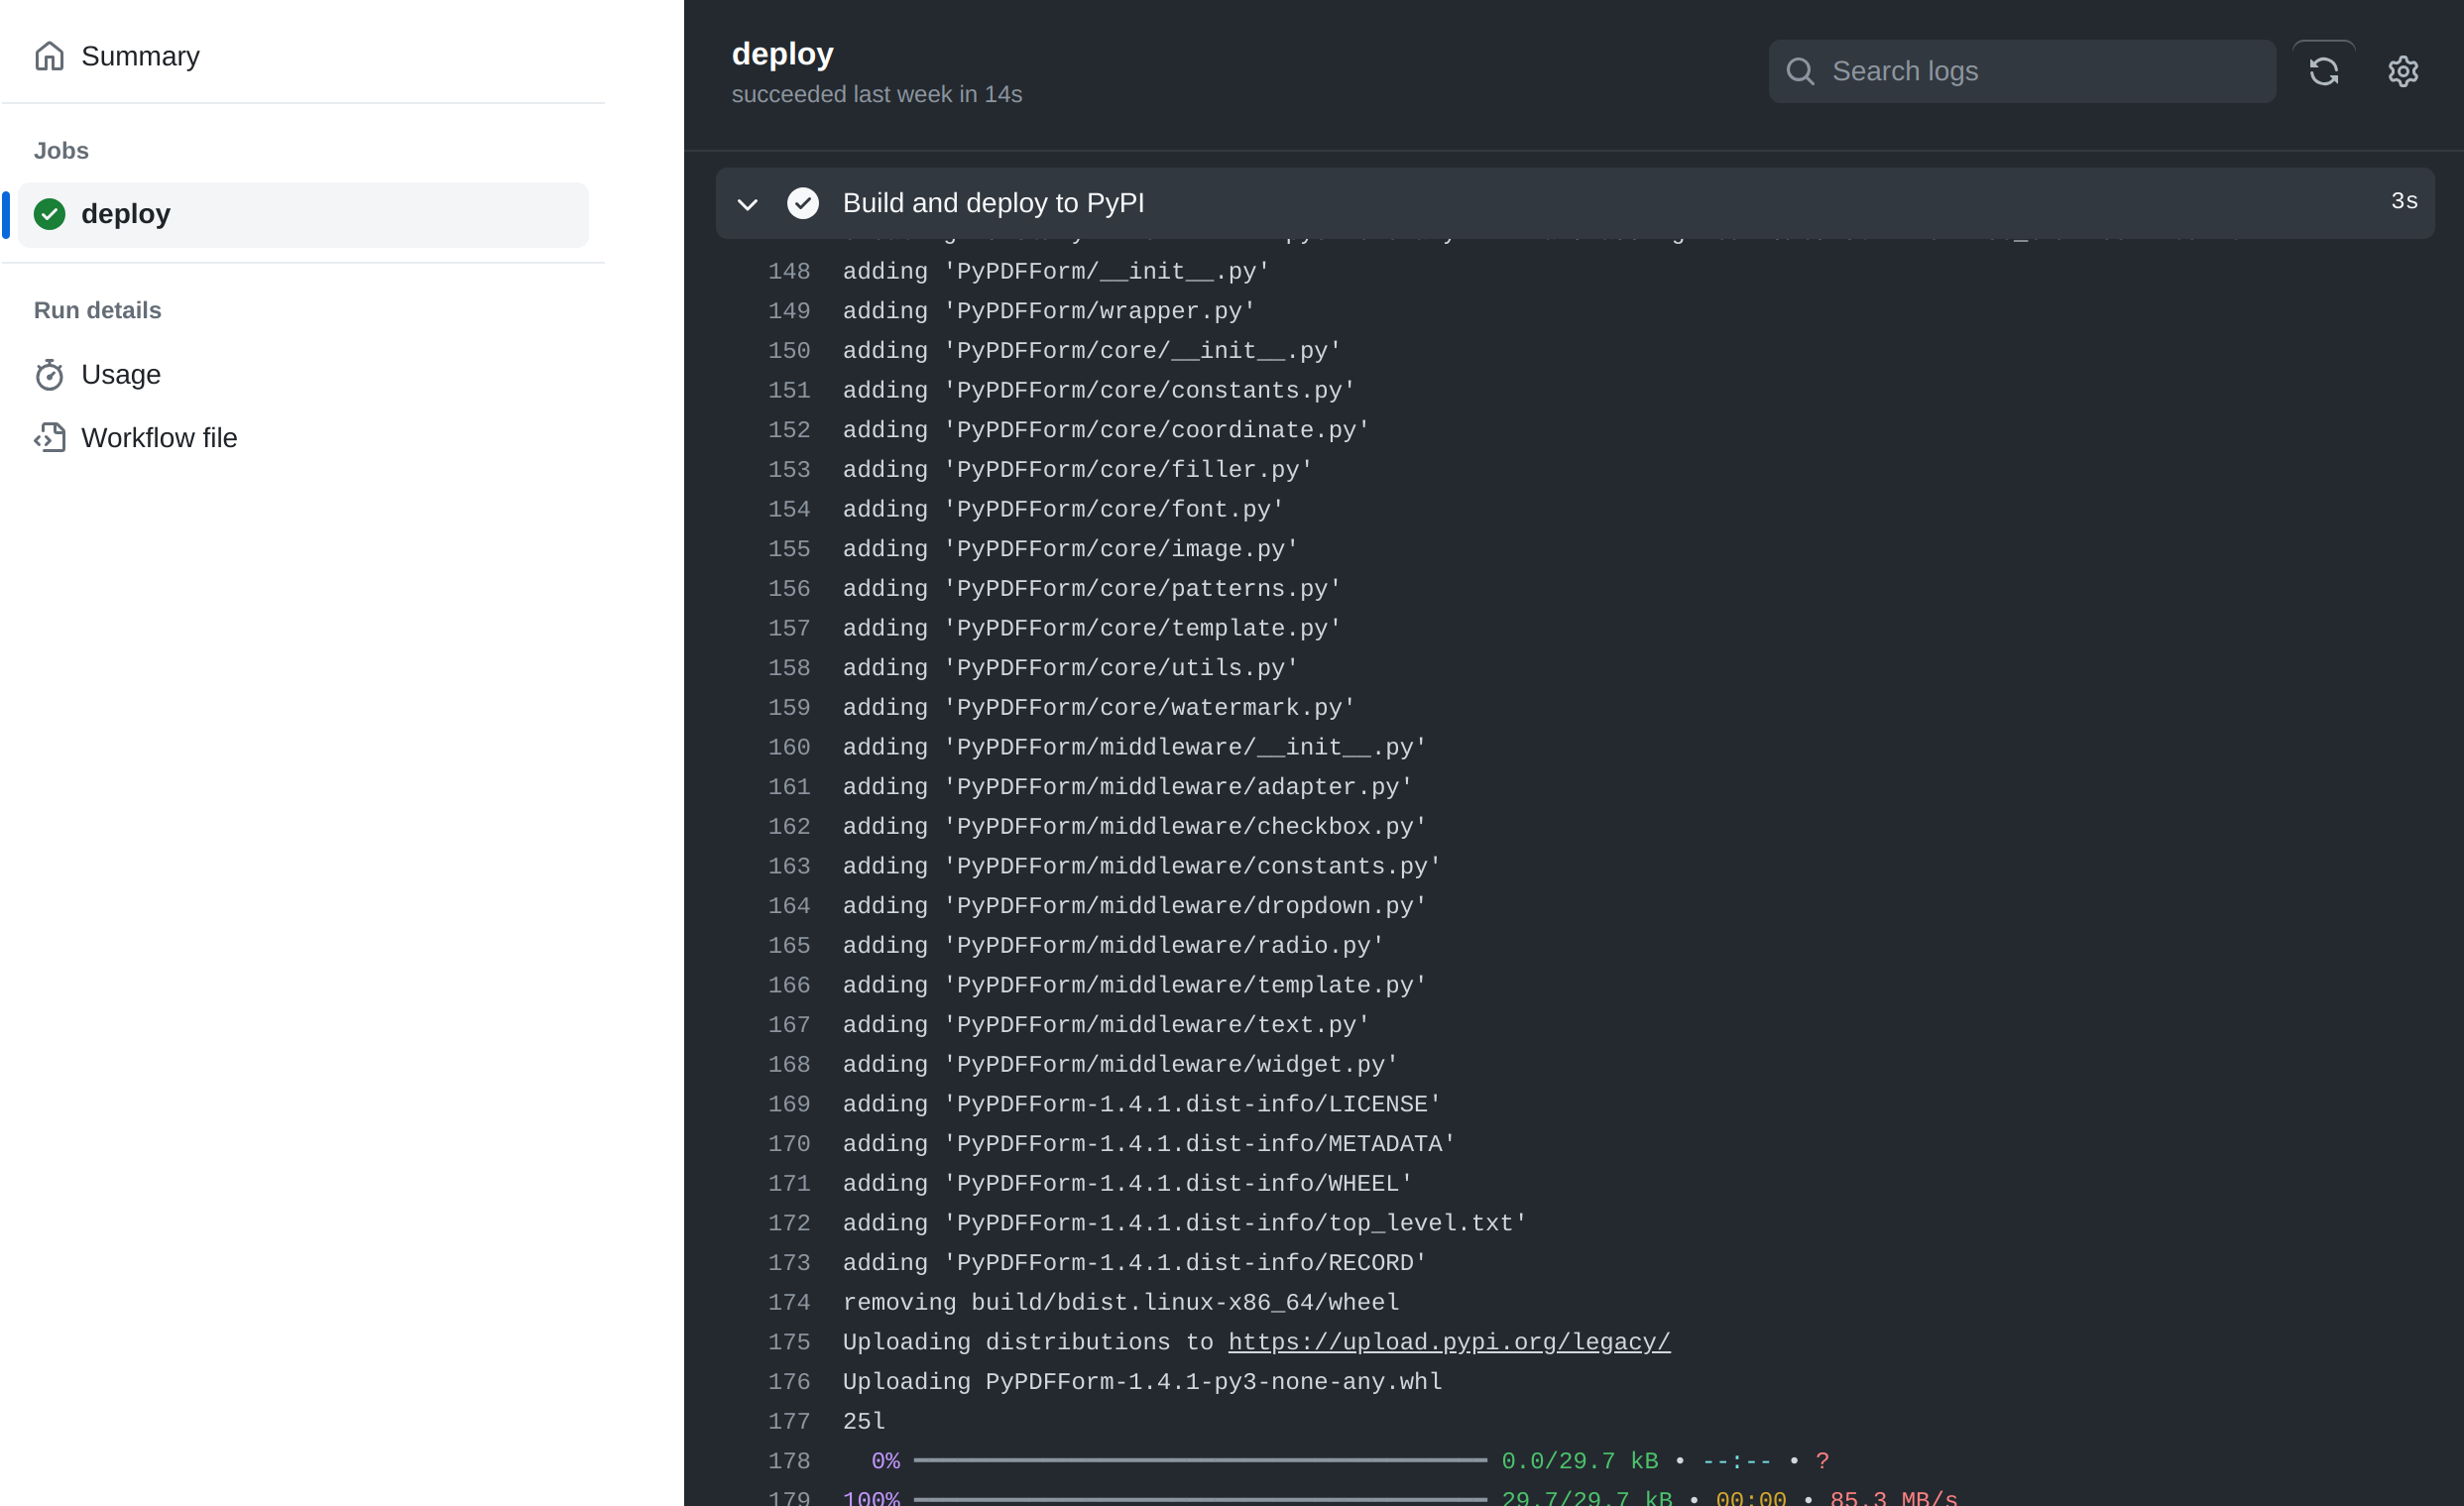 Summary
Jobs
deploy
Run details
Usage
Workflow file
deploy
succeeded last week in 14s
Search logs
Build and deploy to PyPI
3s
148 adding 'PyPDFForm/__init__.py'
149 adding 'PyPDFForm/wrapper.py'
150 adding 'PyPDFForm/core/__init__.py'
151 adding 'PyPDFForm/core/constants.py'
152 adding 'PyPDFForm/core/coordinate.py'
153 adding 'PyPDFForm/core/filler.py'
154 adding 'PyPDFForm/core/font.py'
155 adding 'PyPDFForm/core/image.py'
156 adding 'PyPDFForm/core/patterns.py'
157 adding 'PyPDFForm/core/template.py'
158 adding 'PyPDFForm/core/utils.py'
159 adding 'PyPDFForm/core/watermark.py'
160 adding 'PyPDFForm/middleware/__init__.py'
161 adding 'PyPDFForm/middleware/adapter.py'
162 adding 'PyPDFForm/middleware/checkbox.py'
163 adding 'PyPDFForm/middleware/constants.py'
164 adding 'PyPDFForm/middleware/dropdown.py'
165 adding 'PyPDFForm/middleware/radio.py'
166 adding 'PyPDFForm/middleware/template.py'
167 adding 'PyPDFForm/middleware/text.py'
168 adding 'PyPDFForm/middleware/widget.py'
169 adding 'PyPDFForm-1.4.1.dist-info/LICENSE'
170 adding 'PyPDFForm-1.4.1.dist-info/METADATA'
171 adding 'PyPDFForm-1.4.1.dist-info/WHEEL'
172 adding 'PyPDFForm-1.4.1.dist-info/top_level.txt'
173 adding 'PyPDFForm-1.4.1.dist-info/RECORD'
174 removing build/bdist.linux-x86_64/wheel
175 Uploading distributions to https://upload.pypi.org/legacy/
176 Uploading PyPDFForm-1.4.1-py3-none-any.whl
177 25l
178 0% 0.0/29.7 kB • --:-- • ?
179 100% 29.7/29.7 kB • 00:00 • 85.3 MB/s